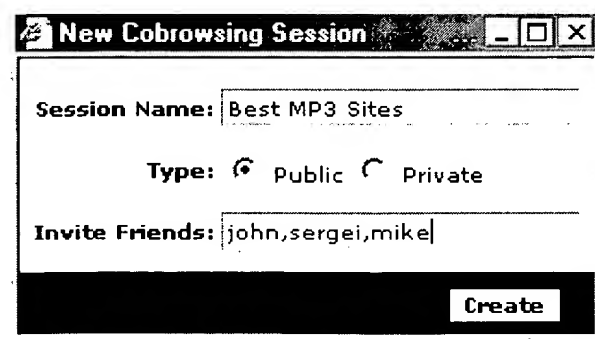 New Cobrowsing Session
Session Name: Best MP3 Sites
Type: Public Private
Invite Friends: john,sergei,mike
Create